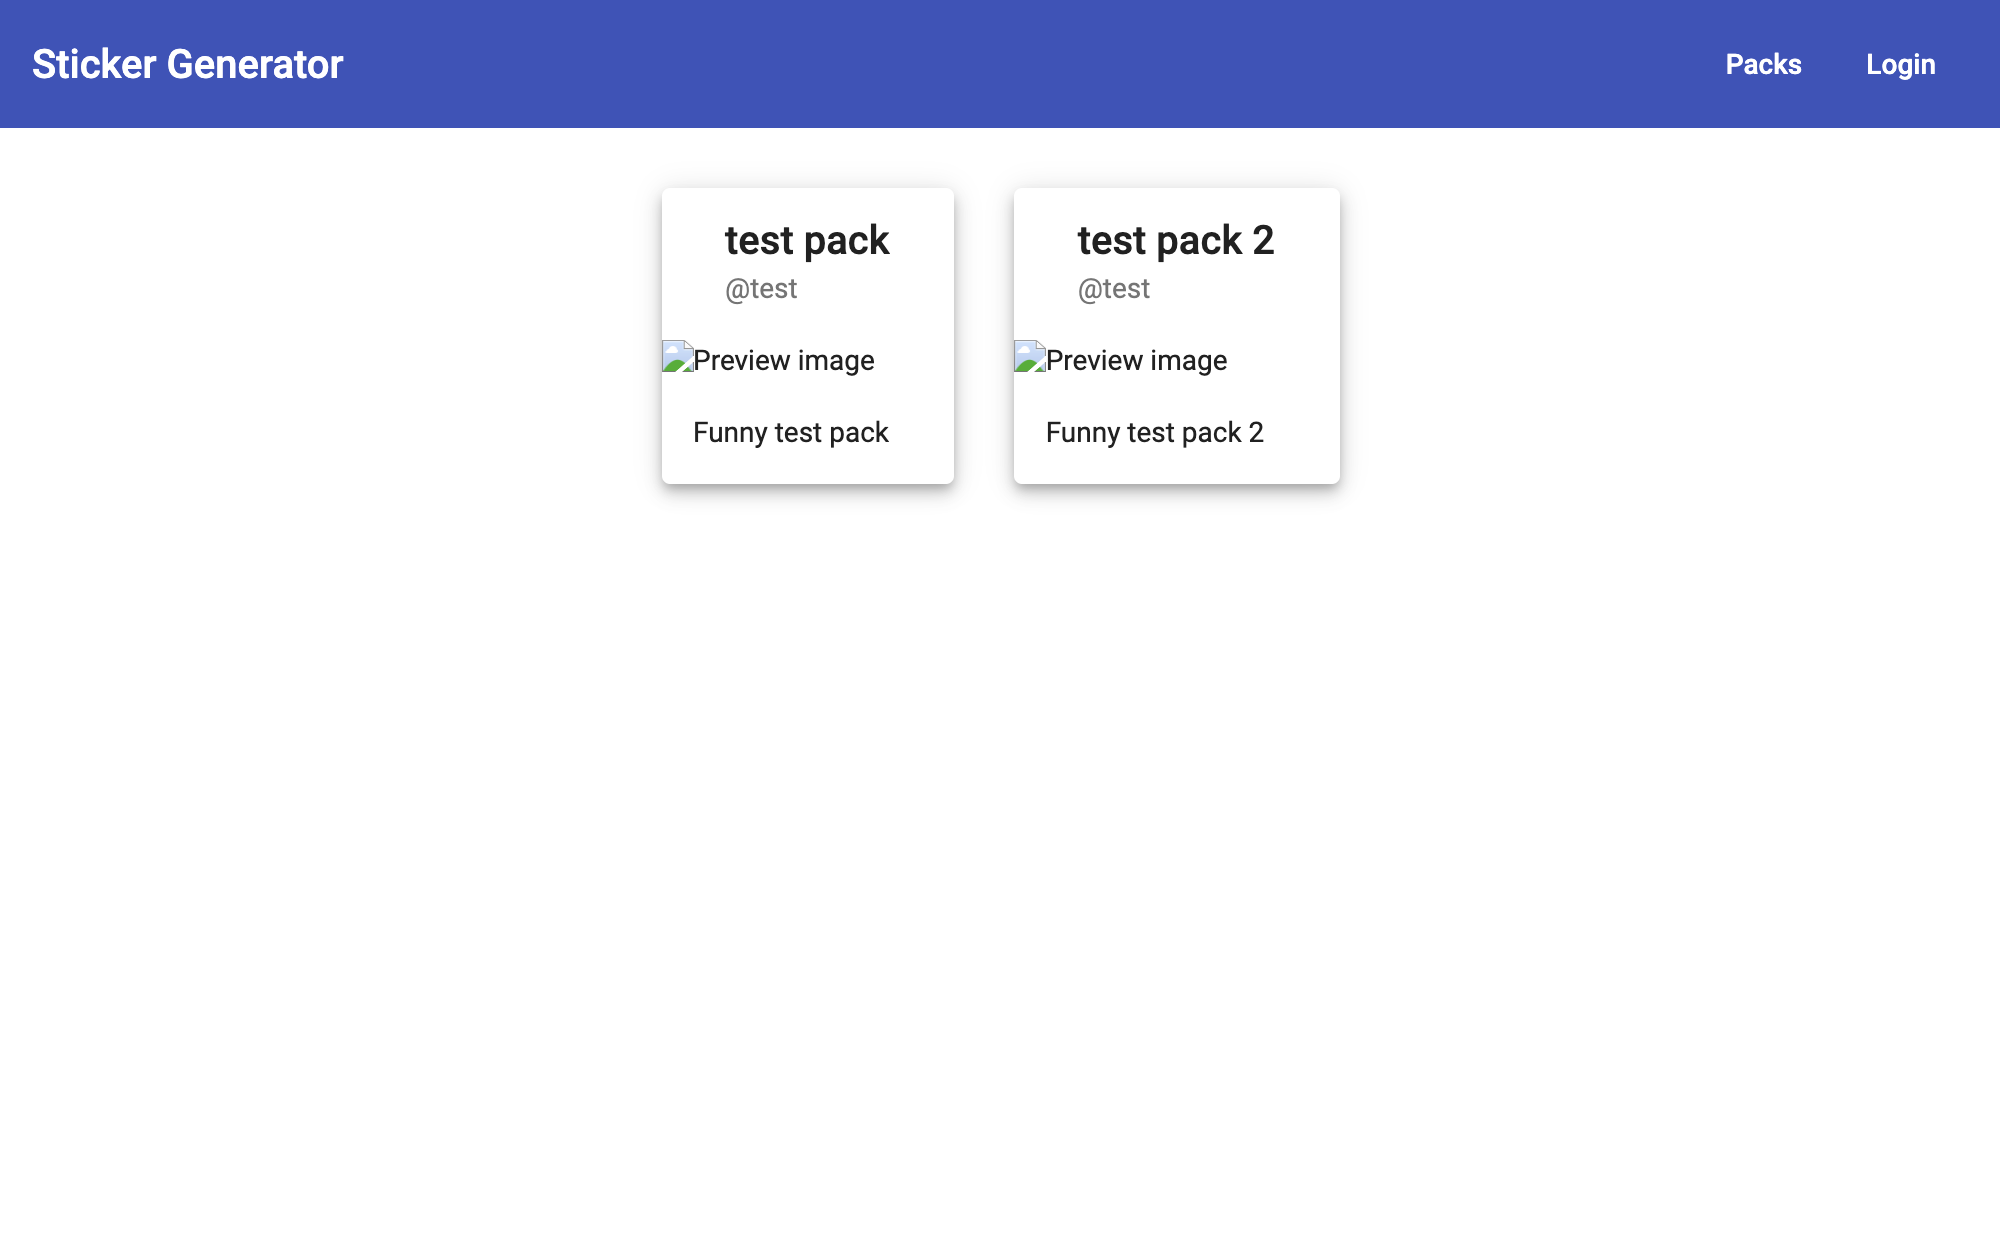 Sticker Generator
Packs
Login
test pack
@test
Preview image
Funny test pack
test pack 2
@test
Preview image
Funny test pack 2